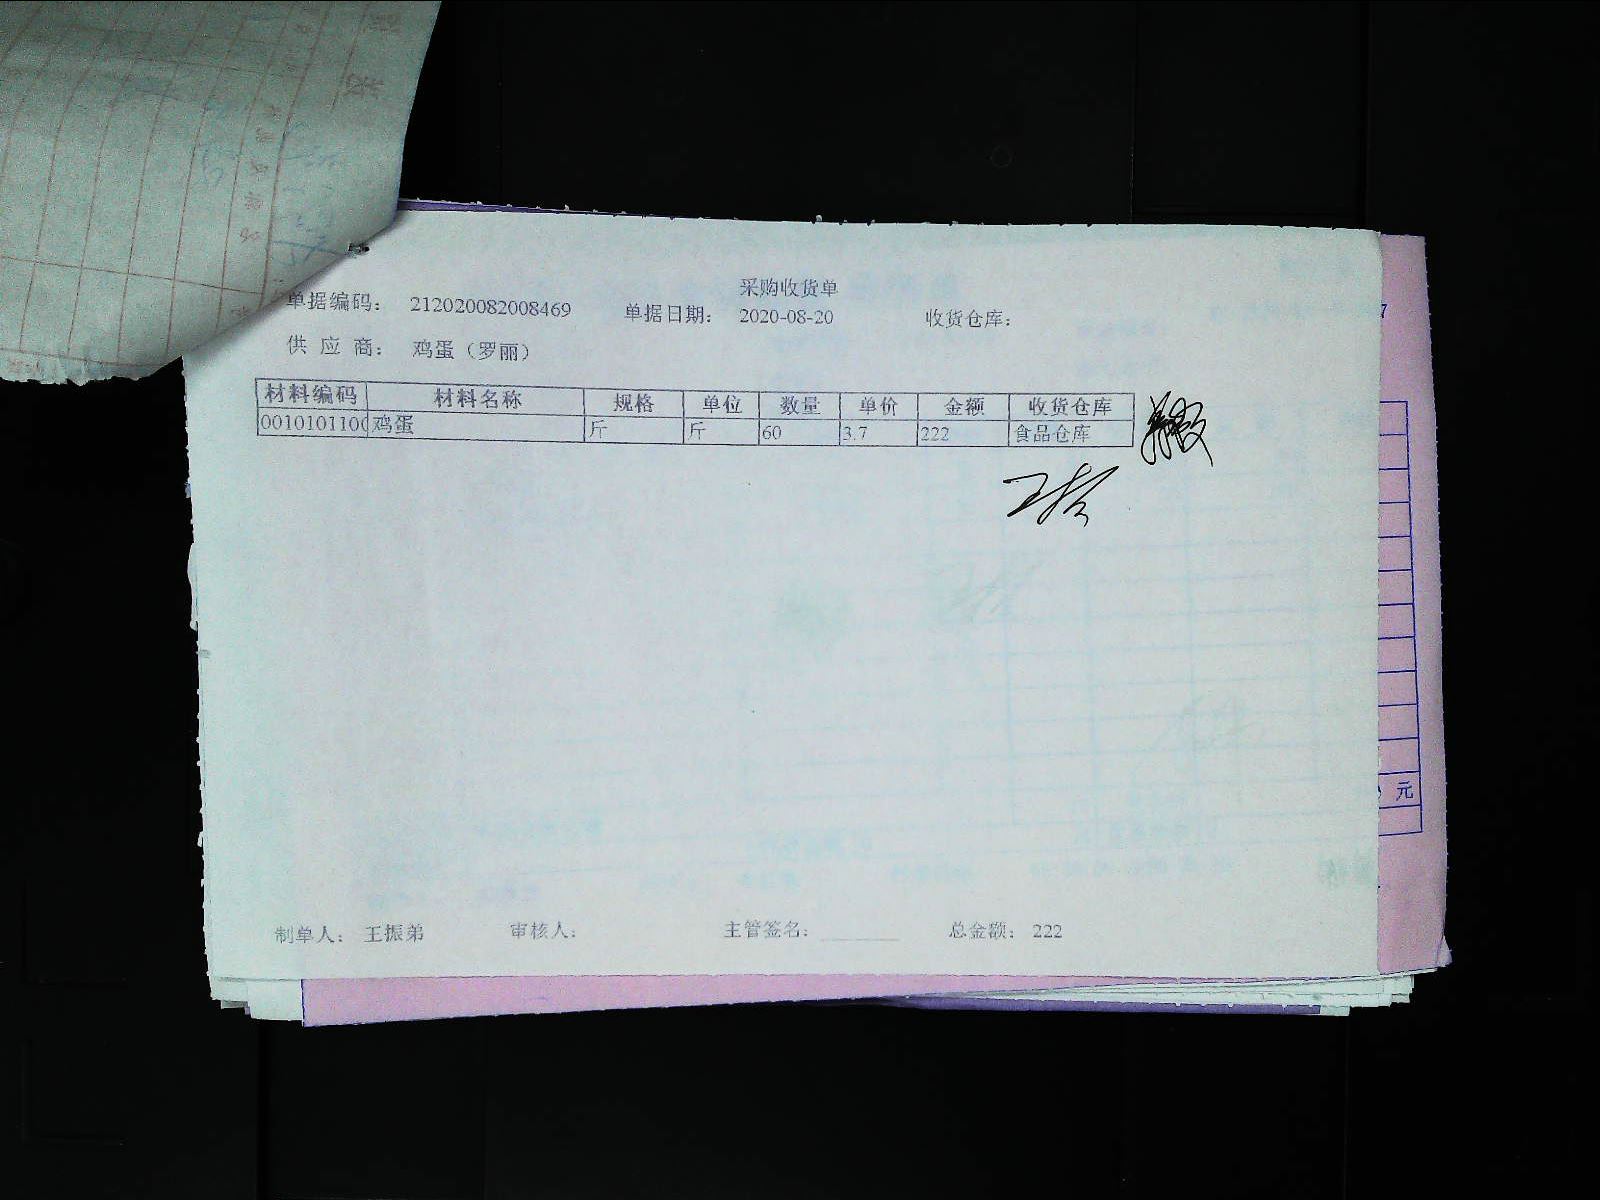 采购收货单
单据编码： 212020082008469 单据日期： 2020-08-20 收货仓库：
供 应 商： 鸡蛋（罗丽）
材料编码 材料名称 规格 单位 数量 单价 金额 收货仓库
0010101100 鸡蛋 斤 斤 60 3.7 222 食品仓库
制单人： 王振弟 审核人： 主管签名：________ 总金额： 222
7
元